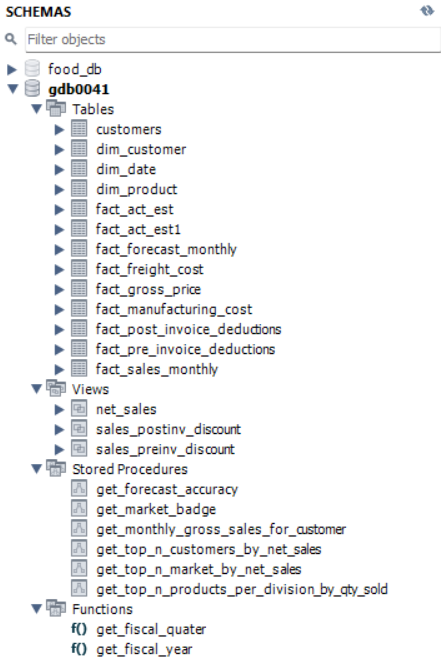 SCHEMAS
Filter objects
food_db
gdb0041
Tables
customers
dim_customer
dim_date
dim_product
fact_act_est
fact_act_est1
fact_forecast_monthly
fact_freight_cost
fact_gross_price
fact_manufacturing_cost
fact_post_invoice_deductions
fact_pre_invoice_deductions
fact_sales_monthly
Views
net_sales
sales_postinv_discount
sales_preinv_discount
Stored Procedures
get_forecast_accuracy
get_market_badge
get_monthly_gross_sales_for_customer
get_top_n_customers_by_net_sales
get_top_n_market_by_net_sales
get_top_n_products_per_division_by_qty_sold
Functions
f() get_fiscal_quater
f() get_fiscal_year